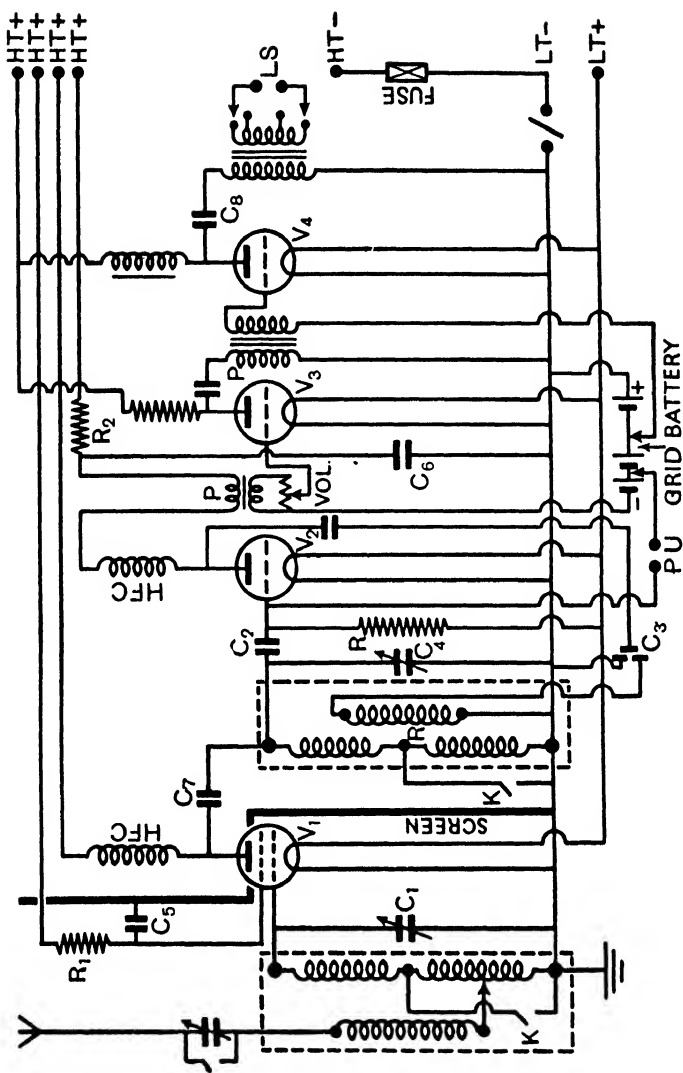 HT+
HT+
HT+
HT+
LS
HT-
FUSE
LT-
LT+
C8
V4
R2
P
V3
P
VOL.
C6
HFC
V2
C2
R
C4
R
C3
PU
- +
GRID BATTERY
C7
K
HFC
V1
SCREEN
C5
R1
C1
K